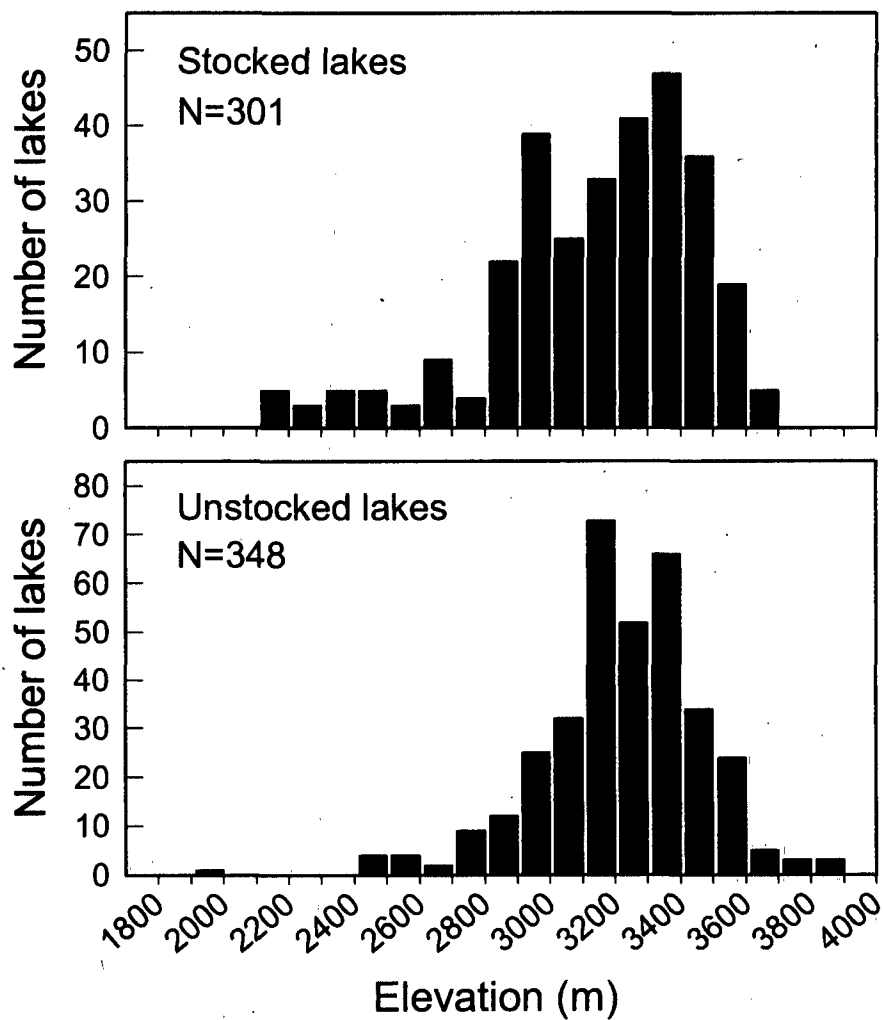 Number of lakes
50
40
30
20
10
0
Stocked lakes
N=301
Number of lakes
80
70
60
50
40
30
20
10
0
Unstocked lakes
N=348
1800 2000 2200 2400 2600 2800 3000 3200 3400 3600 3800 4000
Elevation (m)